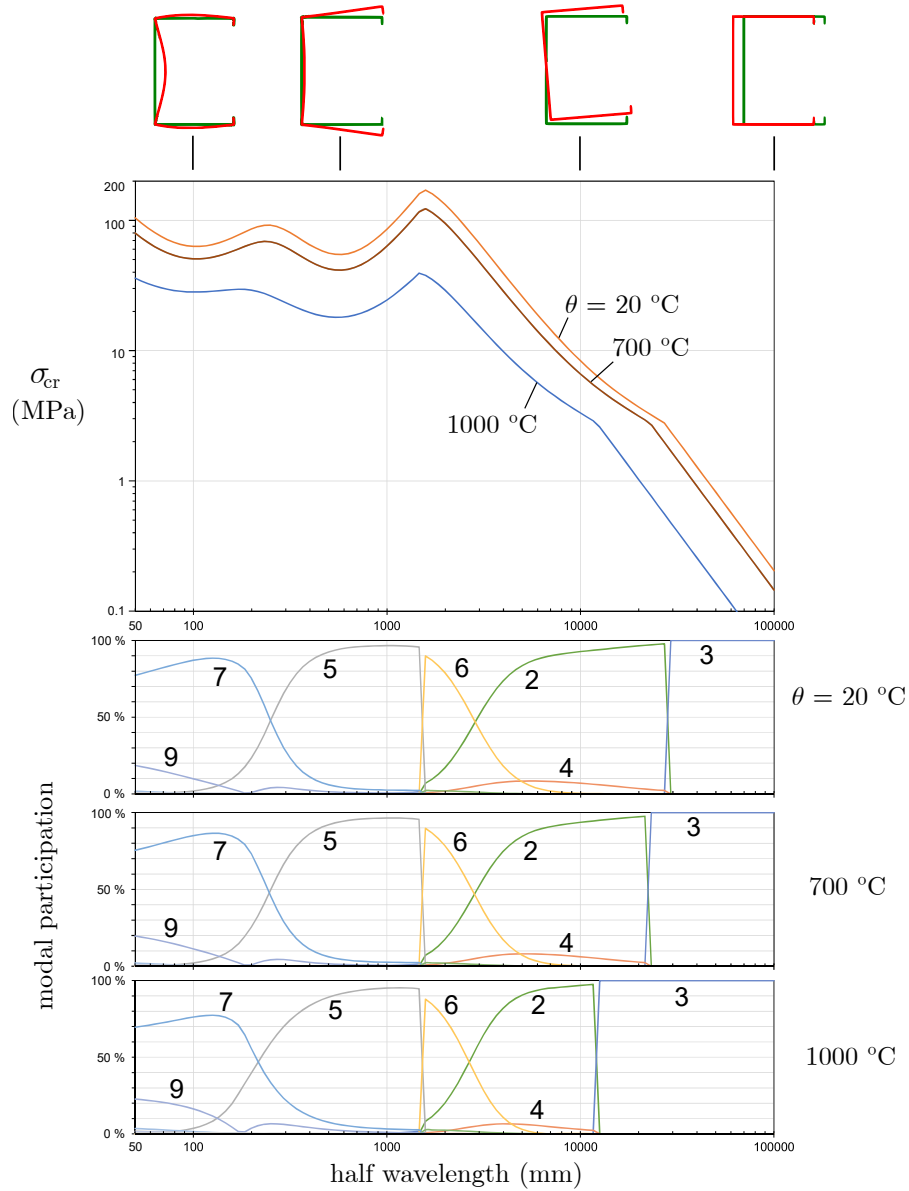 200
100
10
1
0.1
σcr
(MPa)
θ = 20 °C
700 °C
1000 °C
50 100 1000 10000 100000
100 %
50 %
0 %
7 5 6 2 3
9 4
θ = 20 °C
100 %
50 %
0 %
7 5 6 2 3
9 4
700 °C
modal participation
100 %
50 %
0 %
7 5 6 2 3
9 4
1000 °C
50 100 1000 10000 100000
half wavelength (mm)